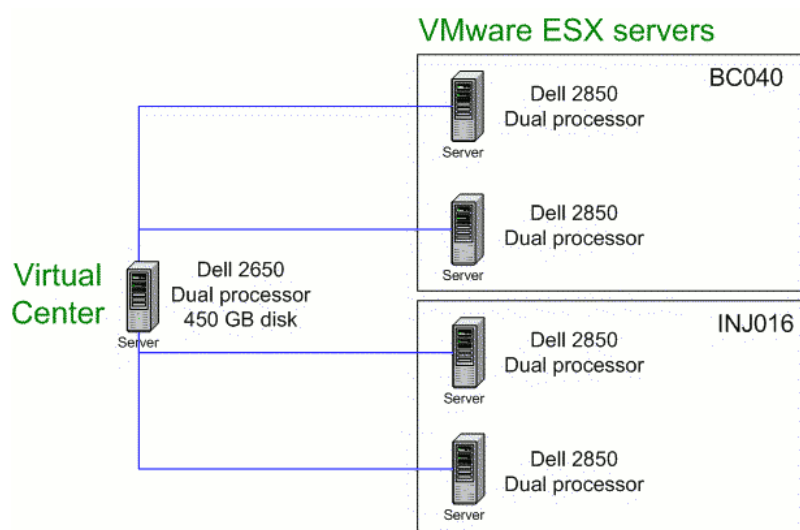 VMware ESX servers
BC040
Dell 2850
Dual processor
Server
Dell 2850
Dual processor
Server
Virtual
Center
Dell 2650
Dual processor
450 GB disk
Server
INJ016
Dell 2850
Dual processor
Server
Dell 2850
Dual processor
Server